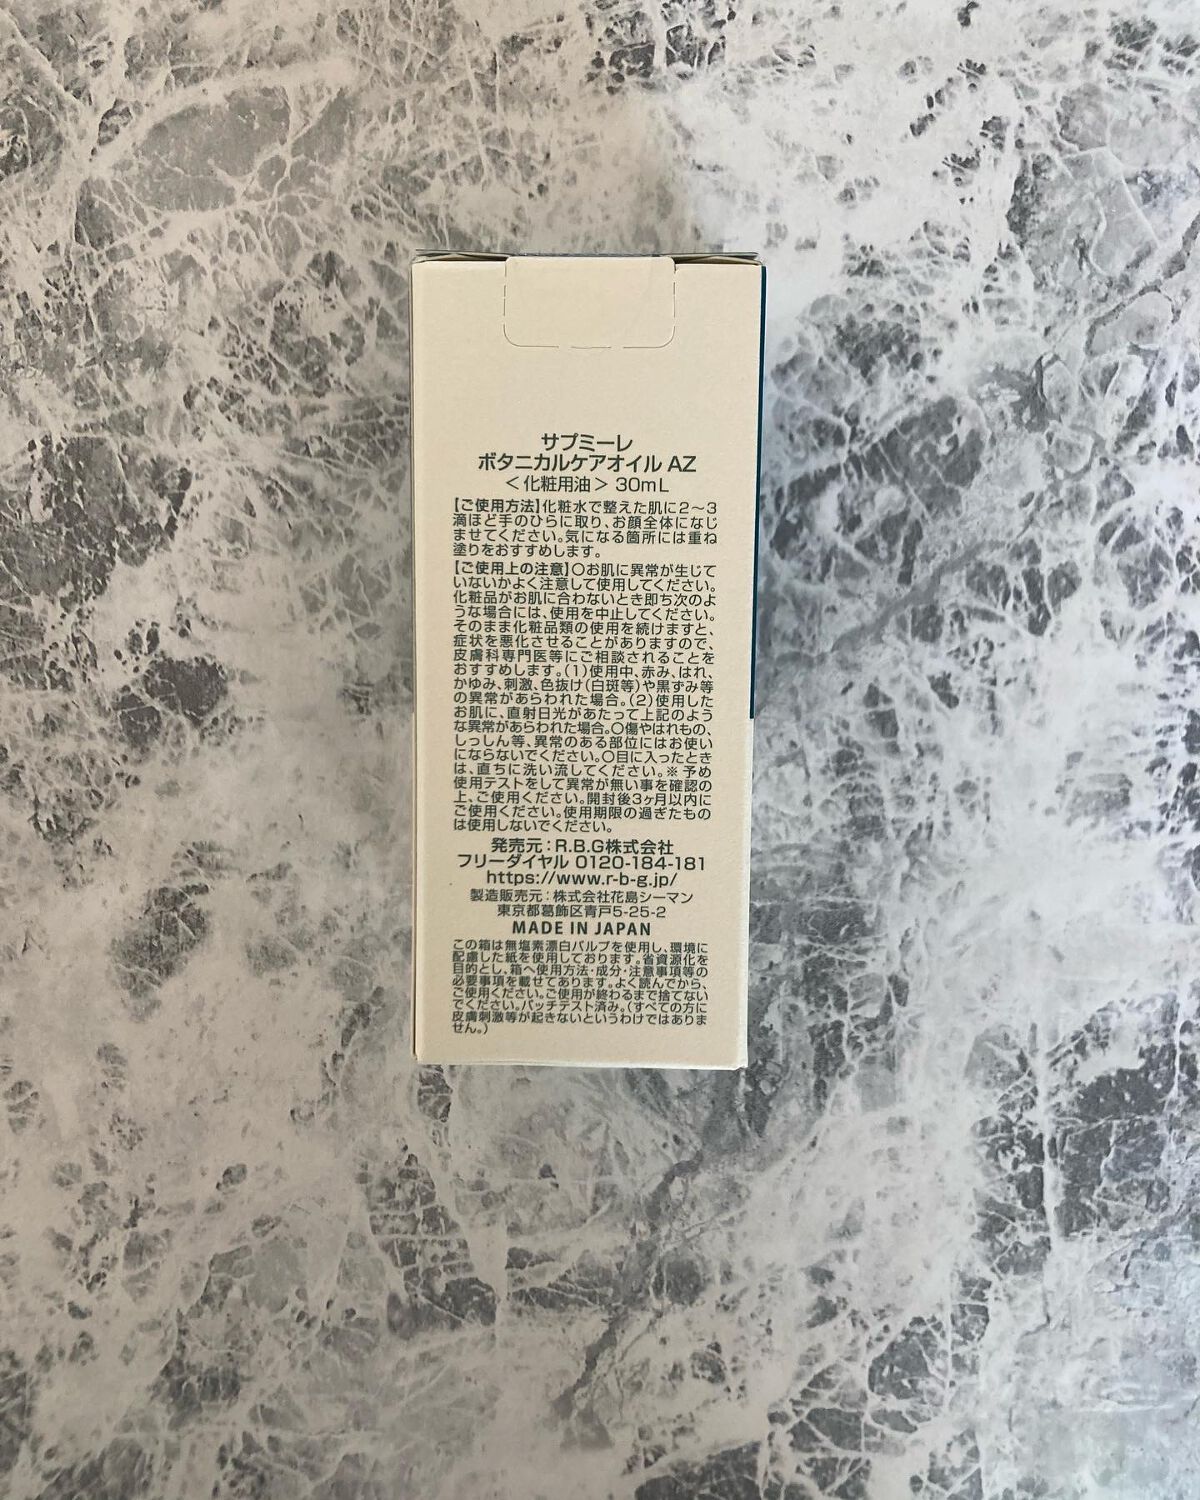 サプミーレ
ボタニカルケアオイル AZ
＜化粧用油＞ 30mL
【ご使用方法】化粧水で整えた肌に2～3
滴ほど手のひらに取り、お顔全体になじ
ませてください。気になる箇所には重ね
塗りをおすすめします。
【ご使用上の注意】〇お肌に異常が生じて
いないかよく注意して使用してください。
化粧品がお肌に合わないとき即ち次のよ
うな場合には、使用を中止してください。
そのまま化粧品類の使用を続けますと、
症状を悪化させることがありますので、
皮膚科専門医等にご相談されることを
おすすめします。(1)使用中、赤み、はれ、
かゆみ、刺激、色抜け(白斑等)や黒ずみ等
の異常があらわれた場合。(2)使用した
お肌に、直射日光があたって上記のよう
な異常があらわれた場合。〇傷やはれもの、
しっしん等、異常のある部位にはお使い
にならないでください。〇目に入ったとき
は、直ちに洗い流してください。※予め
使用テストをして異常が無い事を確認の
上、ご使用ください。開封後3ヶ月以内に
ご使用ください。使用期限の過ぎたもの
は使用しないでください。
発売元：R.B.G株式会社
フリーダイヤル 0120-184-181
https://www.r-b-g.jp/
製造販売元：株式会社花島シーマン
東京都葛飾区青戸5-25-2
MADE IN JAPAN
この箱は無塩素漂白パルプを使用し、環境に
配慮した紙を使用しております。省資源化を
目的とし、箱へ使用方法・成分・注意事項等の
必要事項を載せてあります。よく読んでから、
ご使用ください。ご使用が終わるまで捨てない
でください。パッチテスト済み。(すべての方に
皮膚刺激等が起きないというわけではありま
せん。)